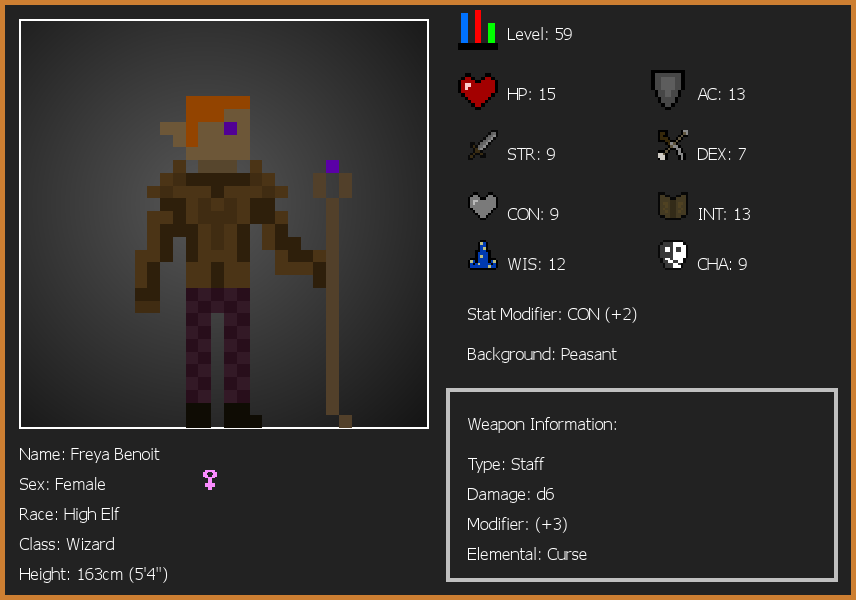 Level: 59
HP: 15
AC: 13
STR: 9
DEX: 7
CON: 9
INT: 13
WIS: 12
CHA: 9
Stat Modifier: CON (+2)
Background: Peasant
Weapon Information:
Type: Staff
Damage: d6
Modifier: (+3)
Elemental: Curse
Name: Freya Benoit
Sex: Female
Race: High Elf
Class: Wizard
Height: 163cm (5'4")